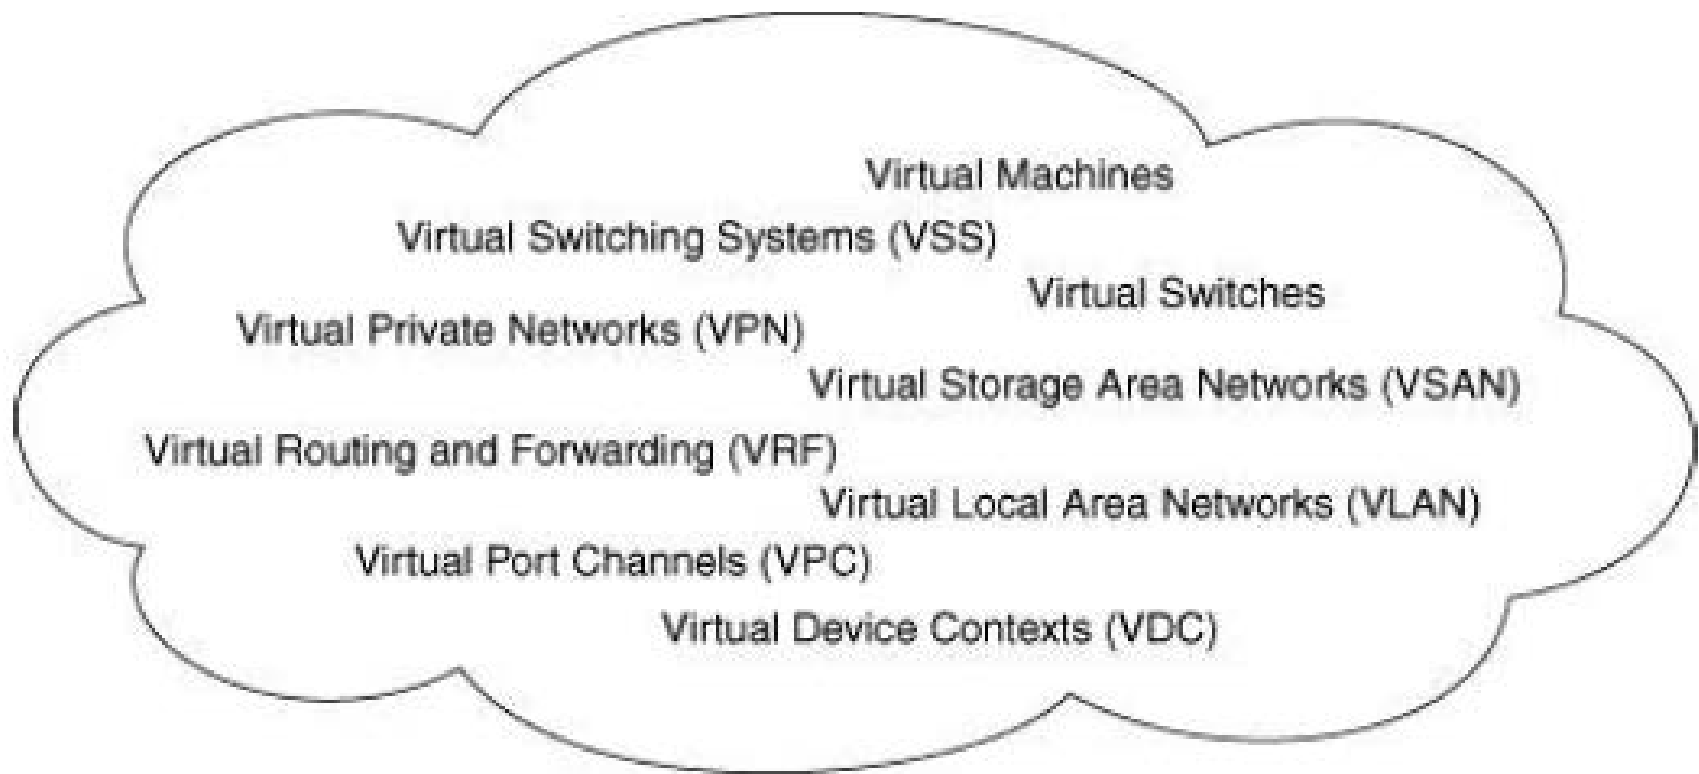 Virtual Machines
Virtual Switching Systems (VSS)
Virtual Switches
Virtual Private Networks (VPN)
Virtual Storage Area Networks (VSAN)
Virtual Routing and Forwarding (VRF)
Virtual Local Area Networks (VLAN)
Virtual Port Channels (VPC)
Virtual Device Contexts (VDC)